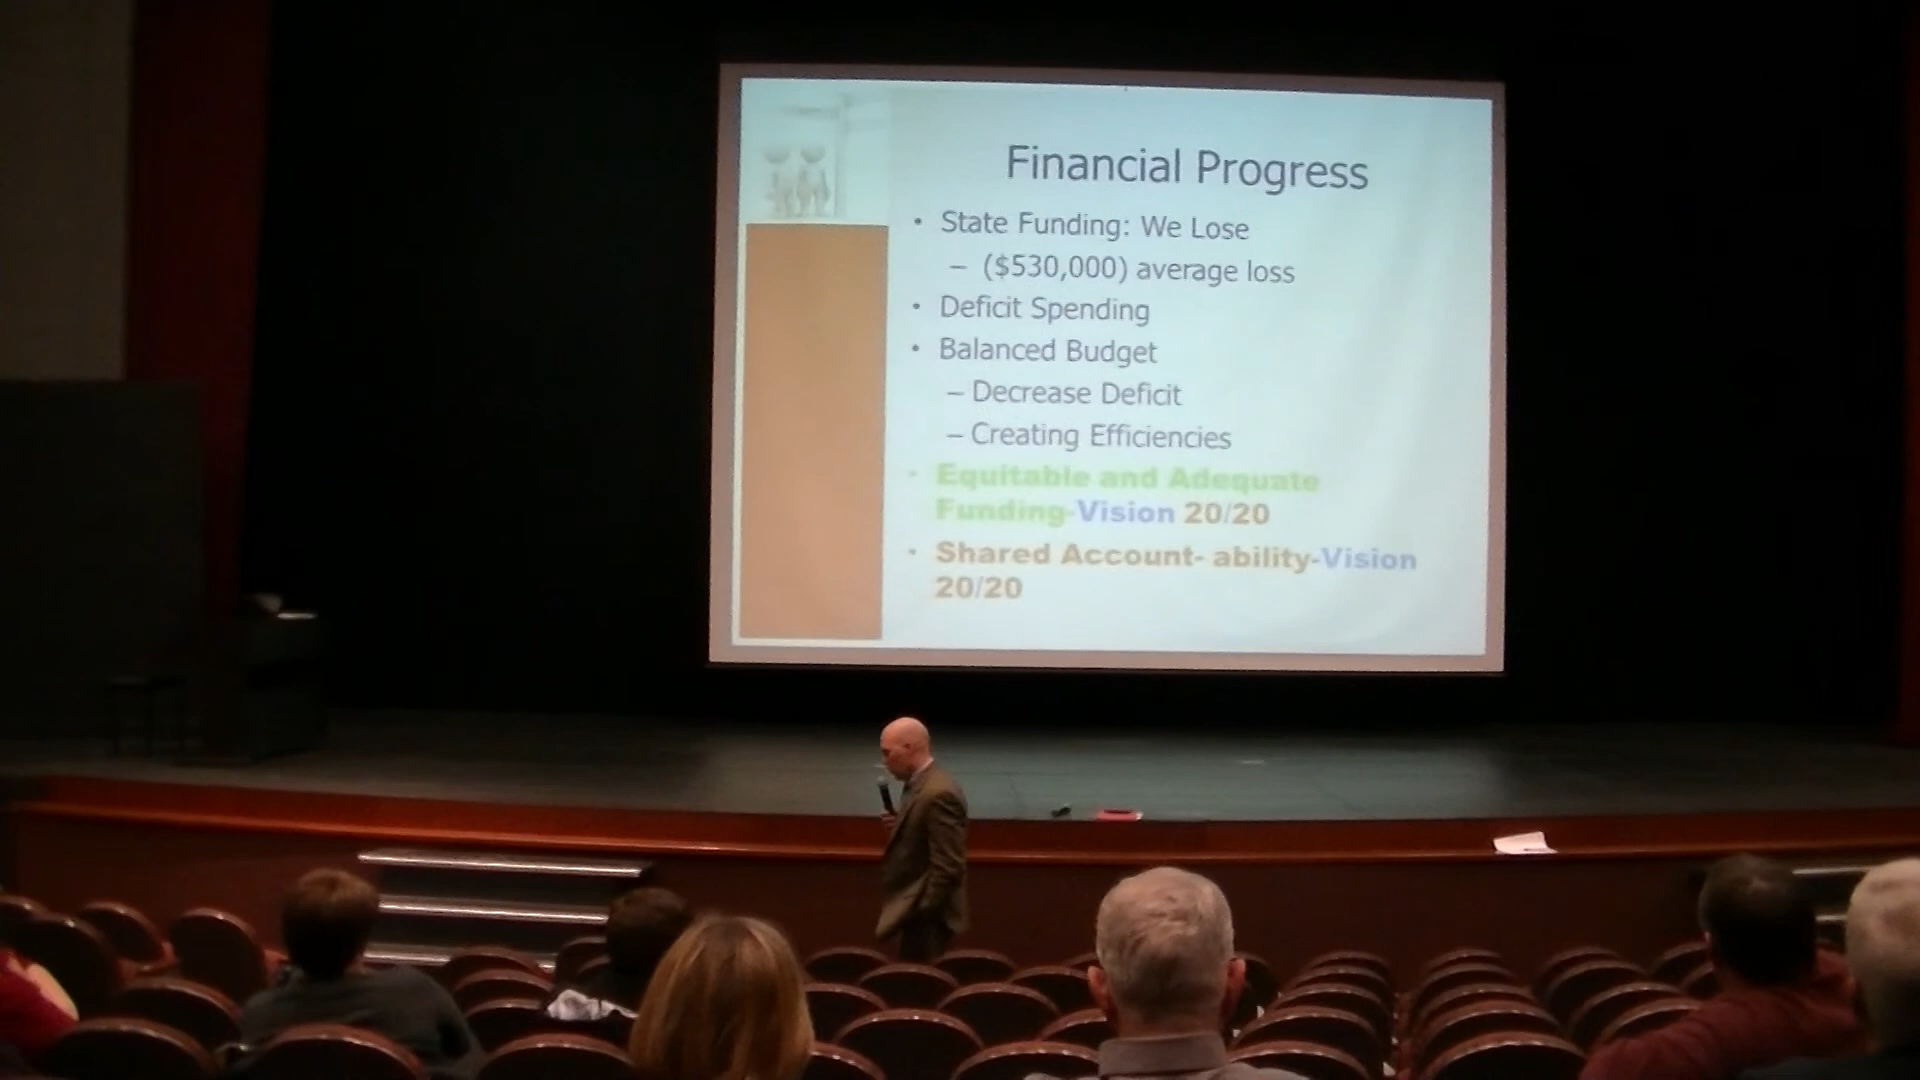 Financial Progress
• State Funding: We Lose
– ($530,000) average loss
• Deficit Spending
• Balanced Budget
– Decrease Deficit
– Creating Efficiencies
• Equitable and Adequate
Funding-Vision 20/20
• Shared Account- ability-Vision
20/20